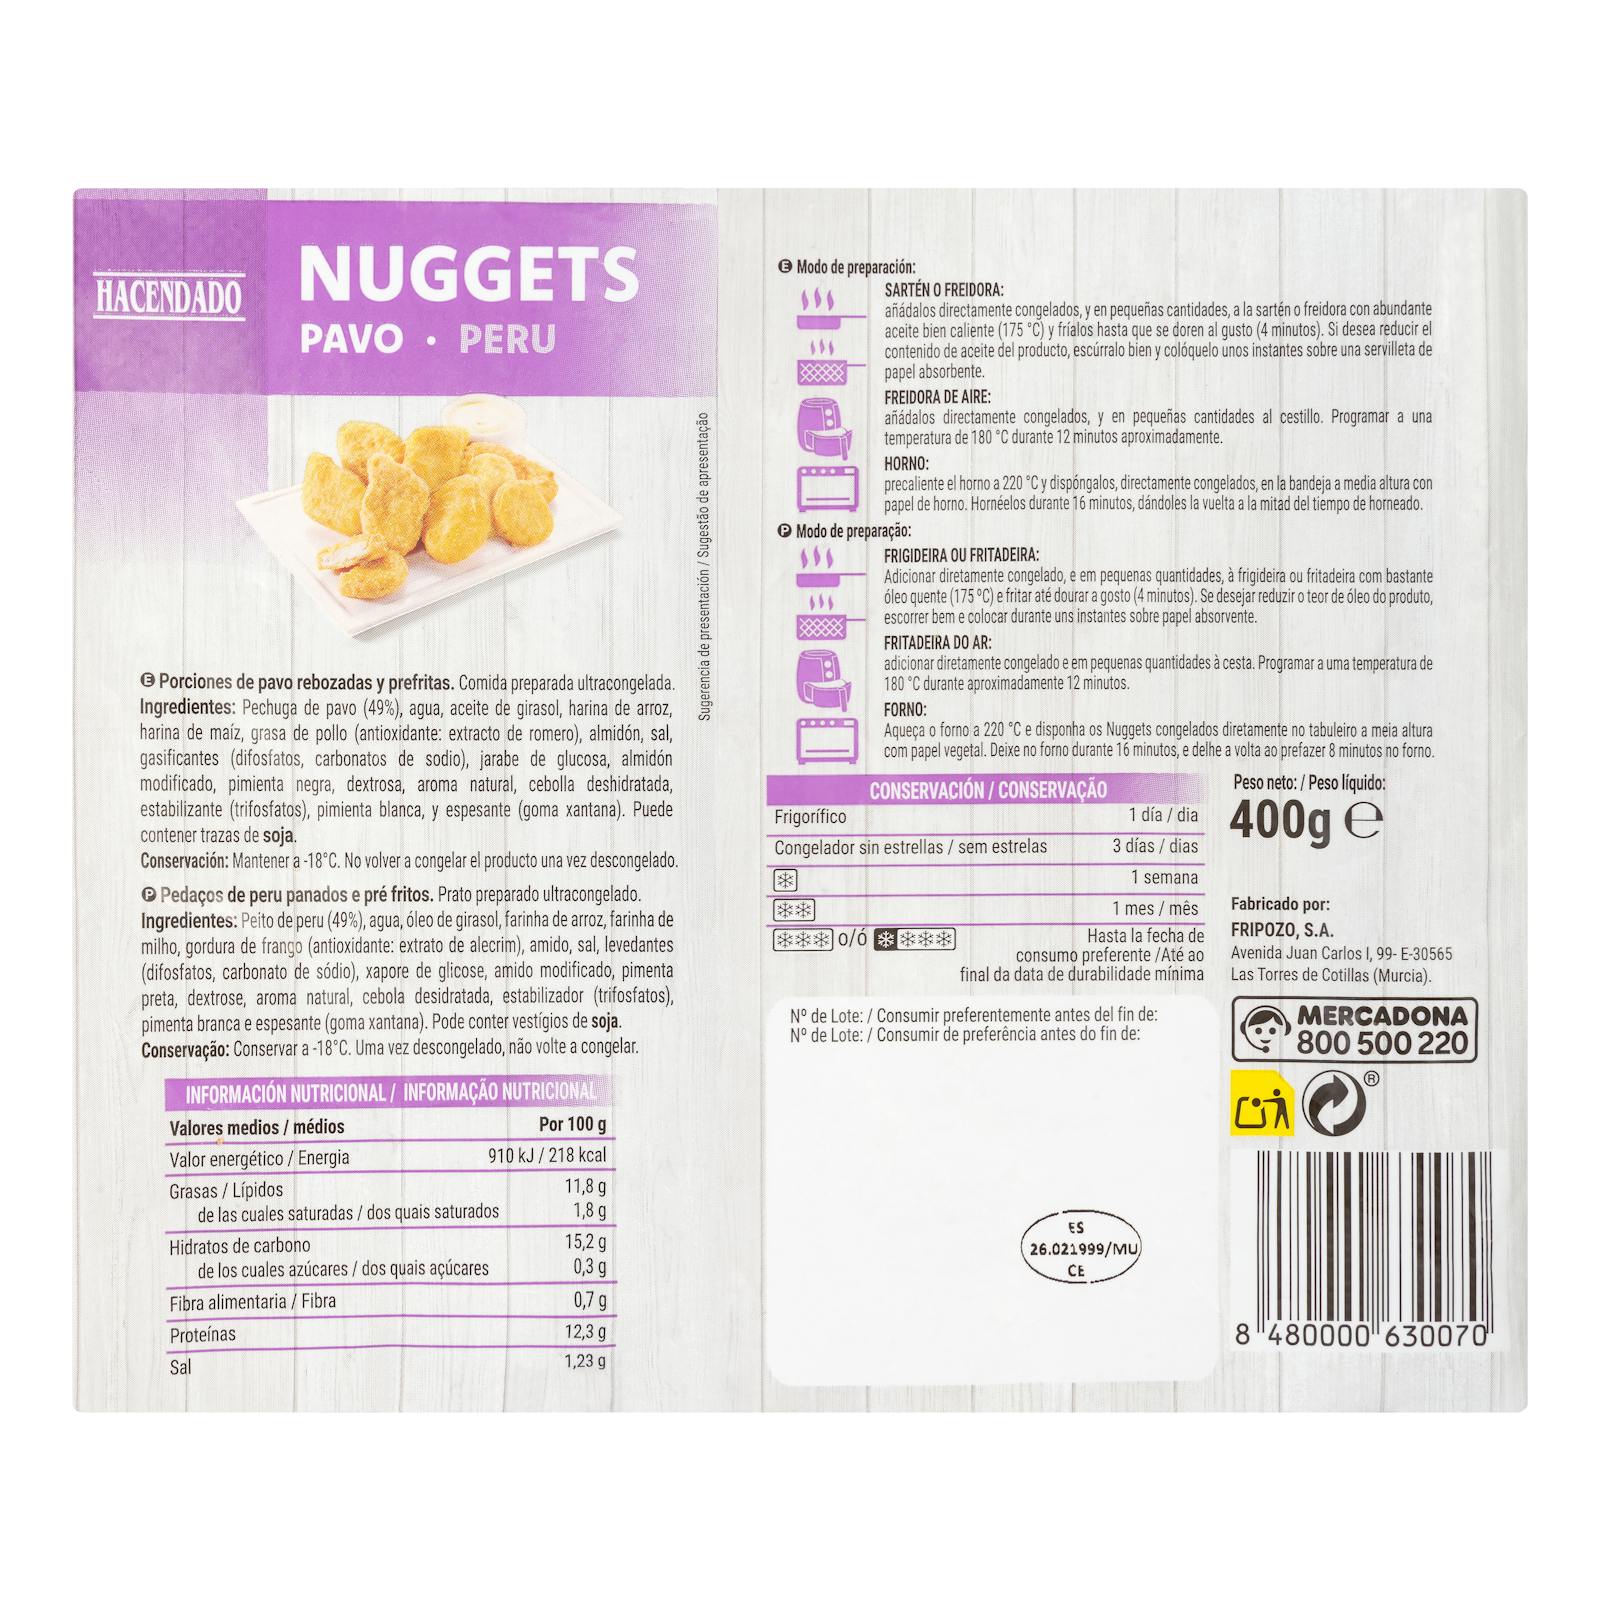 HACENDADO
NUGGETS
PAVO · PERU
Sugerencia de presentación / Sugestão de apresentação
E Porciones de pavo rebozadas y prefritas. Comida preparada ultracongelada.
Ingredientes: Pechuga de pavo (49%), agua, aceite de girasol, harina de arroz,
harina de maíz, grasa de pollo (antioxidante: extracto de romero), almidón, sal,
gasificantes (difosfatos, carbonatos de sodio), jarabe de glucosa, almidón
modificado, pimienta negra, dextrosa, aroma natural, cebolla deshidratada,
estabilizante (trifosfatos), pimienta blanca, y espesante (goma xantana). Puede
contener trazas de soja.
Conservación: Mantener a -18°C. No volver a congelar el producto una vez descongelado.
P Pedaços de peru panados e pré fritos. Prato preparado ultracongelado.
Ingredientes: Peito de peru (49%), agua, óleo de girasol, farinha de arroz, farinha de
milho, gordura de frango (antioxidante: extrato de alecrim), amido, sal, levedantes
(difosfatos, carbonato de sódio), xapore de glicose, amido modificado, pimenta
preta, dextrose, aroma natural, cebola desidratada, estabilizador (trifosfatos),
pimenta branca e espesante (goma xantana). Pode conter vestígios de soja.
Conservação: Conservar a -18°C. Uma vez descongelado, não volte a congelar.
INFORMACIÓN NUTRICIONAL / INFORMAÇÃO NUTRICIONAL
Valores medios / médios Por 100 g
Valor energético / Energia 910 kJ / 218 kcal
Grasas / Lípidos 11,8 g
de las cuales saturadas / dos quais saturados 1,8 g
Hidratos de carbono 15,2 g
de los cuales azúcares / dos quais açúcares 0,3 g
Fibra alimentaria / Fibra 0,7 g
Proteínas 12,3 g
Sal 1,23 g
E Modo de preparación:
SARTÉN O FREIDORA:
añádalos directamente congelados, y en pequeñas cantidades, a la sartén o freidora con abundante
aceite bien caliente (175 °C) y fríalos hasta que se doren al gusto (4 minutos). Si desea reducir el
contenido de aceite del producto, escúrralo bien y colóquelo unos instantes sobre una servilleta de
papel absorbente.
FREIDORA DE AIRE:
añádalos directamente congelados, y en pequeñas cantidades al cestillo. Programar a una
temperatura de 180 °C durante 12 minutos aproximadamente.
HORNO:
precaliente el horno a 220 °C y dispóngalos, directamente congelados, en la bandeja a media altura con
papel de horno. Hornéelos durante 16 minutos, dándoles la vuelta a la mitad del tiempo de horneado.
P Modo de preparação:
FRIGIDEIRA OU FRITADEIRA:
Adicionar diretamente congelado, e em pequenas quantidades, à frigideira ou fritadeira com bastante
óleo quente (175 ºC) e fritar até dourar a gosto (4 minutos). Se desejar reduzir o teor de óleo do produto,
escorrer bem e colocar durante uns instantes sobre papel absorvente.
FRITADEIRA DO AR:
adicionar diretamente congelado e em pequenas quantidades à cesta. Programar a uma temperatura de
180 °C durante aproximadamente 12 minutos.
FORNO:
Aqueça o forno a 220 °C e disponha os Nuggets congelados diretamente no tabuleiro a meia altura
com papel vegetal. Deixe no forno durante 16 minutos, e delhe a volta ao prefazer 8 minutos no forno.
CONSERVACIÓN / CONSERVAÇÃO
Frigorífico 1 día / dia
Congelador sin estrellas / sem estrelas 3 días / dias
1 semana
1 mes / mês
o/ó Hasta la fecha de
consumo preferente /Até ao
final da data de durabilidade mínima
Peso neto: / Peso líquido:
400g ℮
Fabricado por:
FRIPOZO, S.A.
Avenida Juan Carlos I, 99- E-30565
Las Torres de Cotillas (Murcia).
MERCADONA
800 500 220
®
Nº de Lote: / Consumir preferentemente antes del fin de:
Nº de Lote: / Consumir de preferência antes do fin de:
ES
26.021999/MU
CE
8 480000 630070